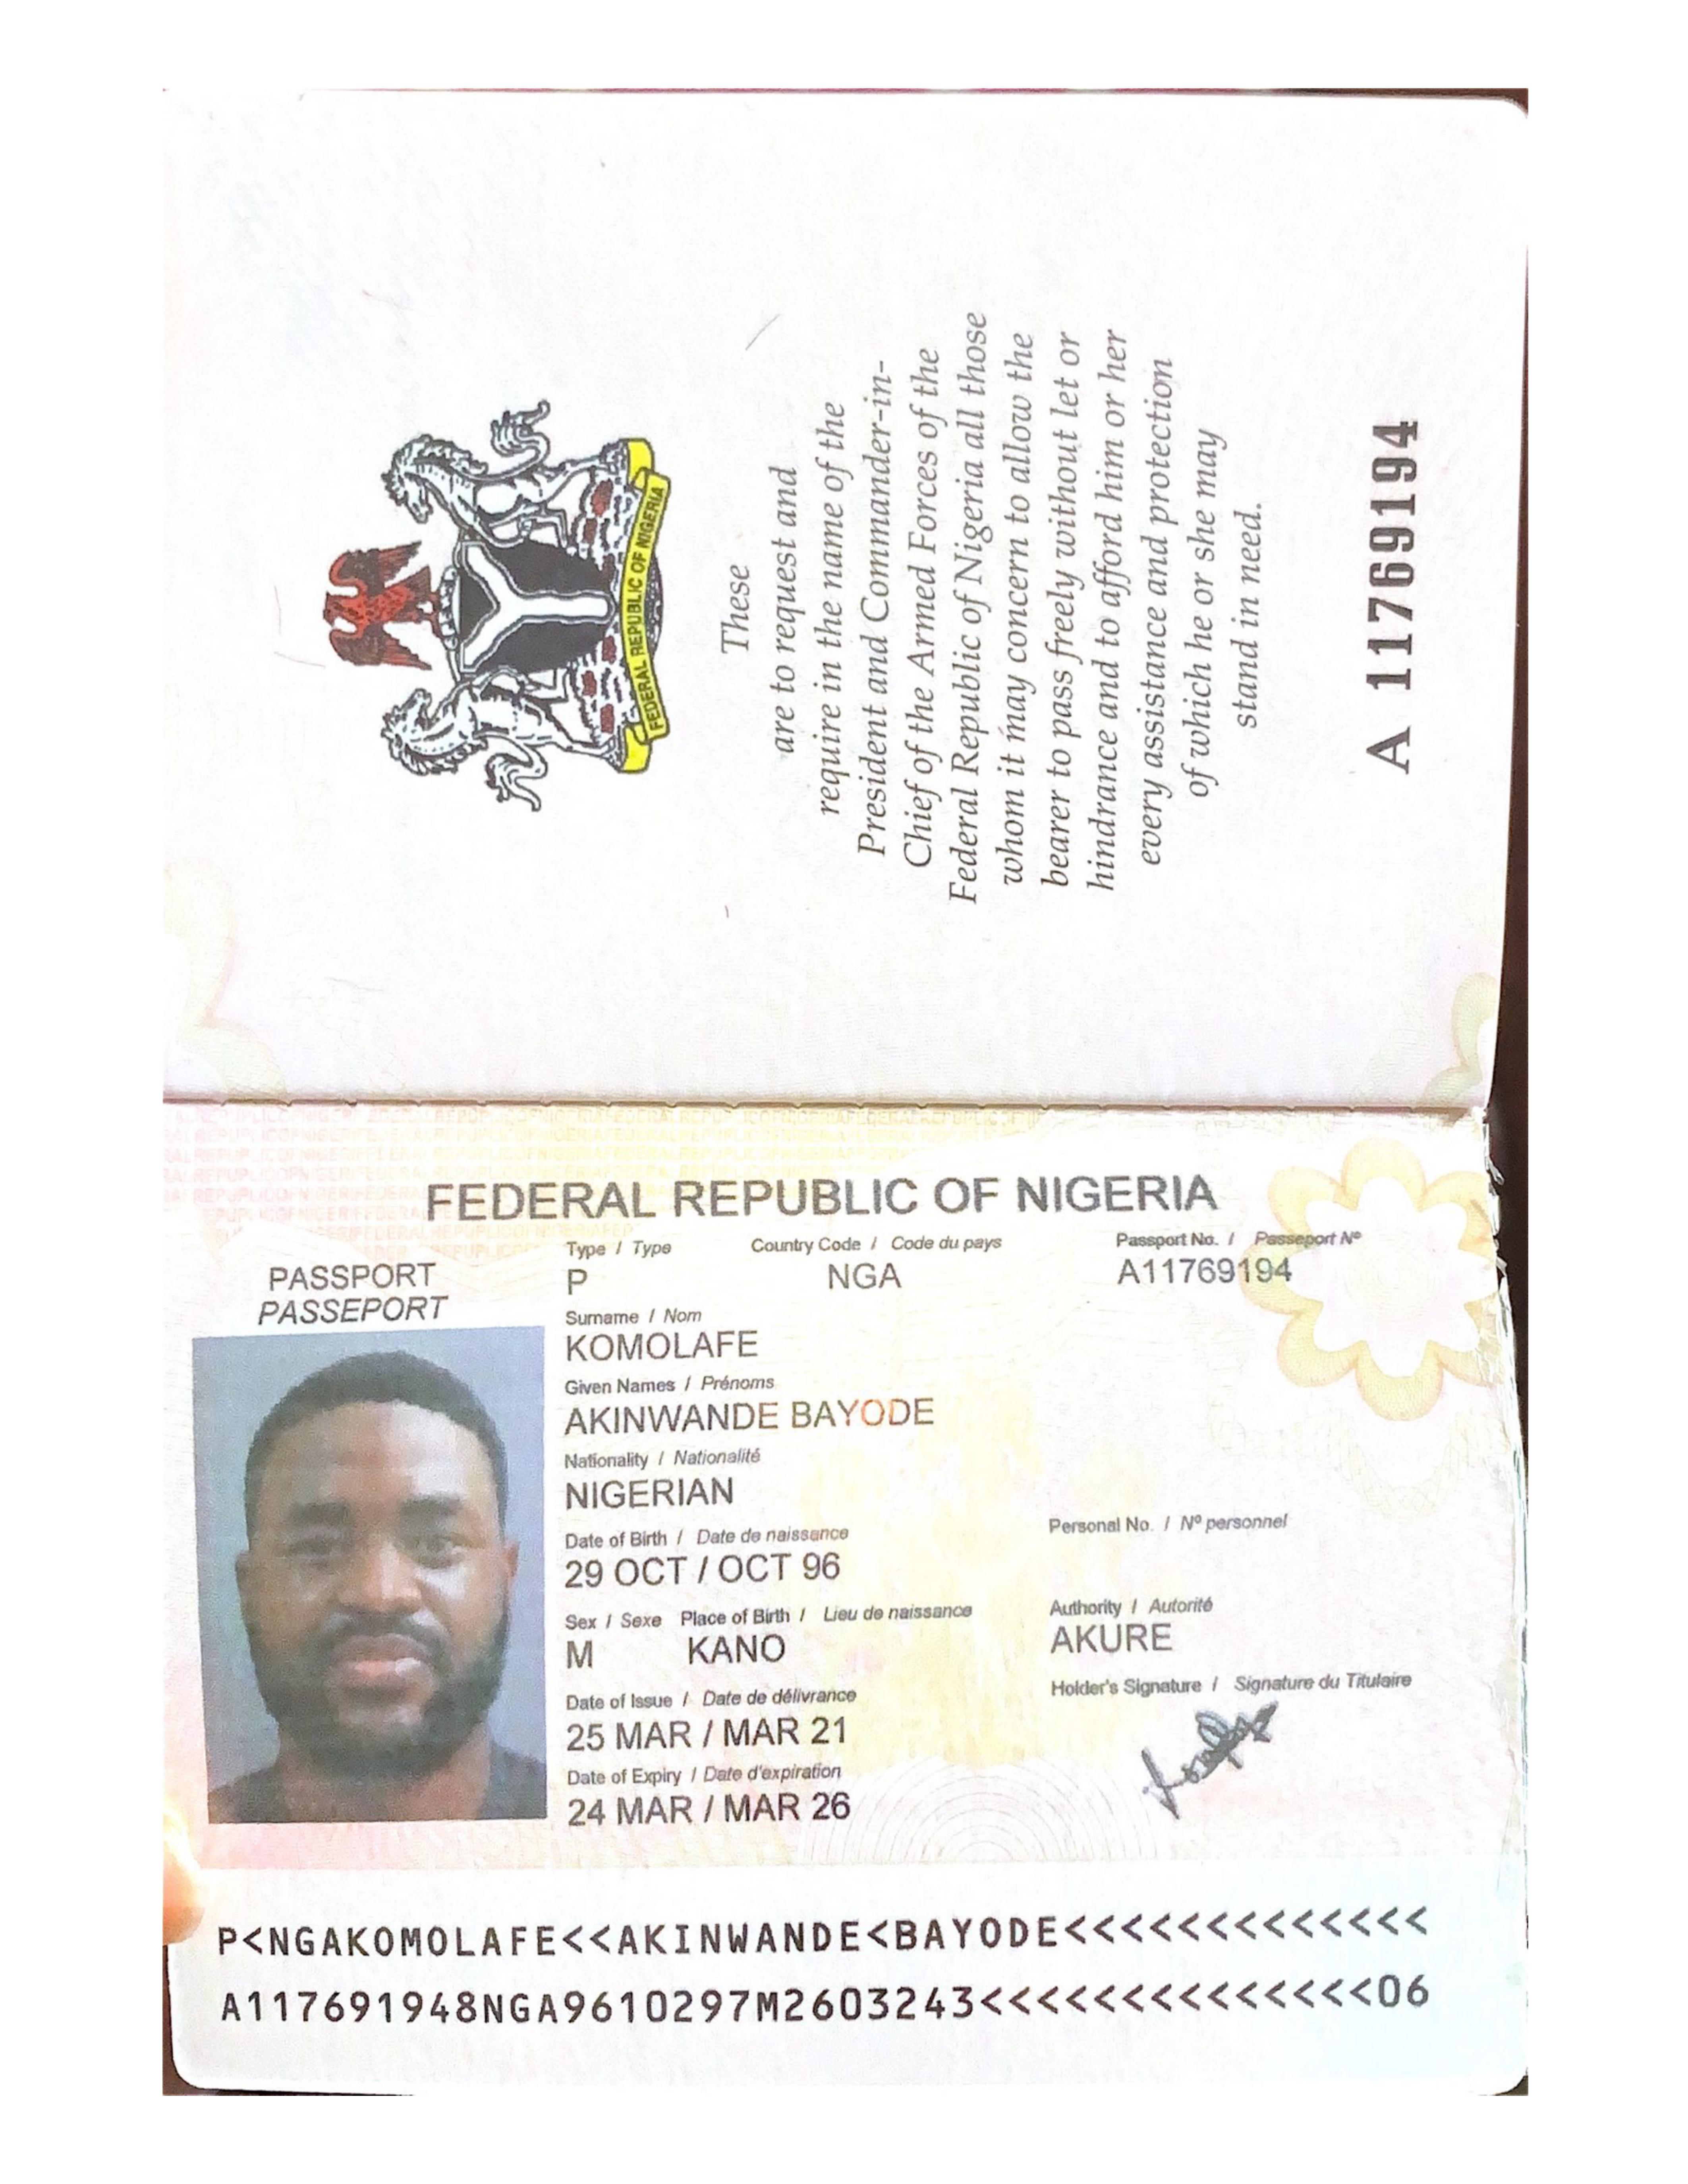 FEDERAL REPUBLIC OF NIGERIA
These
are to request and
require in the name of the
President and Commander-in-
Chief of the Armed Forces of the
Federal Republic of Nigeria all those
whom it may concern to allow the
bearer to pass freely without let or
hindrance and to afford him or her
every assistance and protection
of which he or she may
stand in need.
A 11769194
FEDERAL REPUBLIC OF NIGERIA
PASSPORT
PASSEPORT
Type / Type Country Code / Code du pays Passport No. / Passeport Nº
P NGA A11769194
Surname / Nom
KOMOLAFE
Given Names / Prénoms
AKINWANDE BAYODE
Nationality / Nationalité
NIGERIAN
Date of Birth / Date de naissance Personal No. / Nº personnel
29 OCT / OCT 96
Sex / Sexe Place of Birth / Lieu de naissance Authority / Autorité
M KANO AKURE
Date of Issue / Date de délivrance Holder's Signature / Signature du Titulaire
25 MAR / MAR 21
Date of Expiry / Date d'expiration
24 MAR / MAR 26
P<NGAKOMOLAFE<<AKINWANDE<BAYODE<<<<<<<<<<<<<
A117691948NGA9610297M2603243<<<<<<<<<<<<<<06